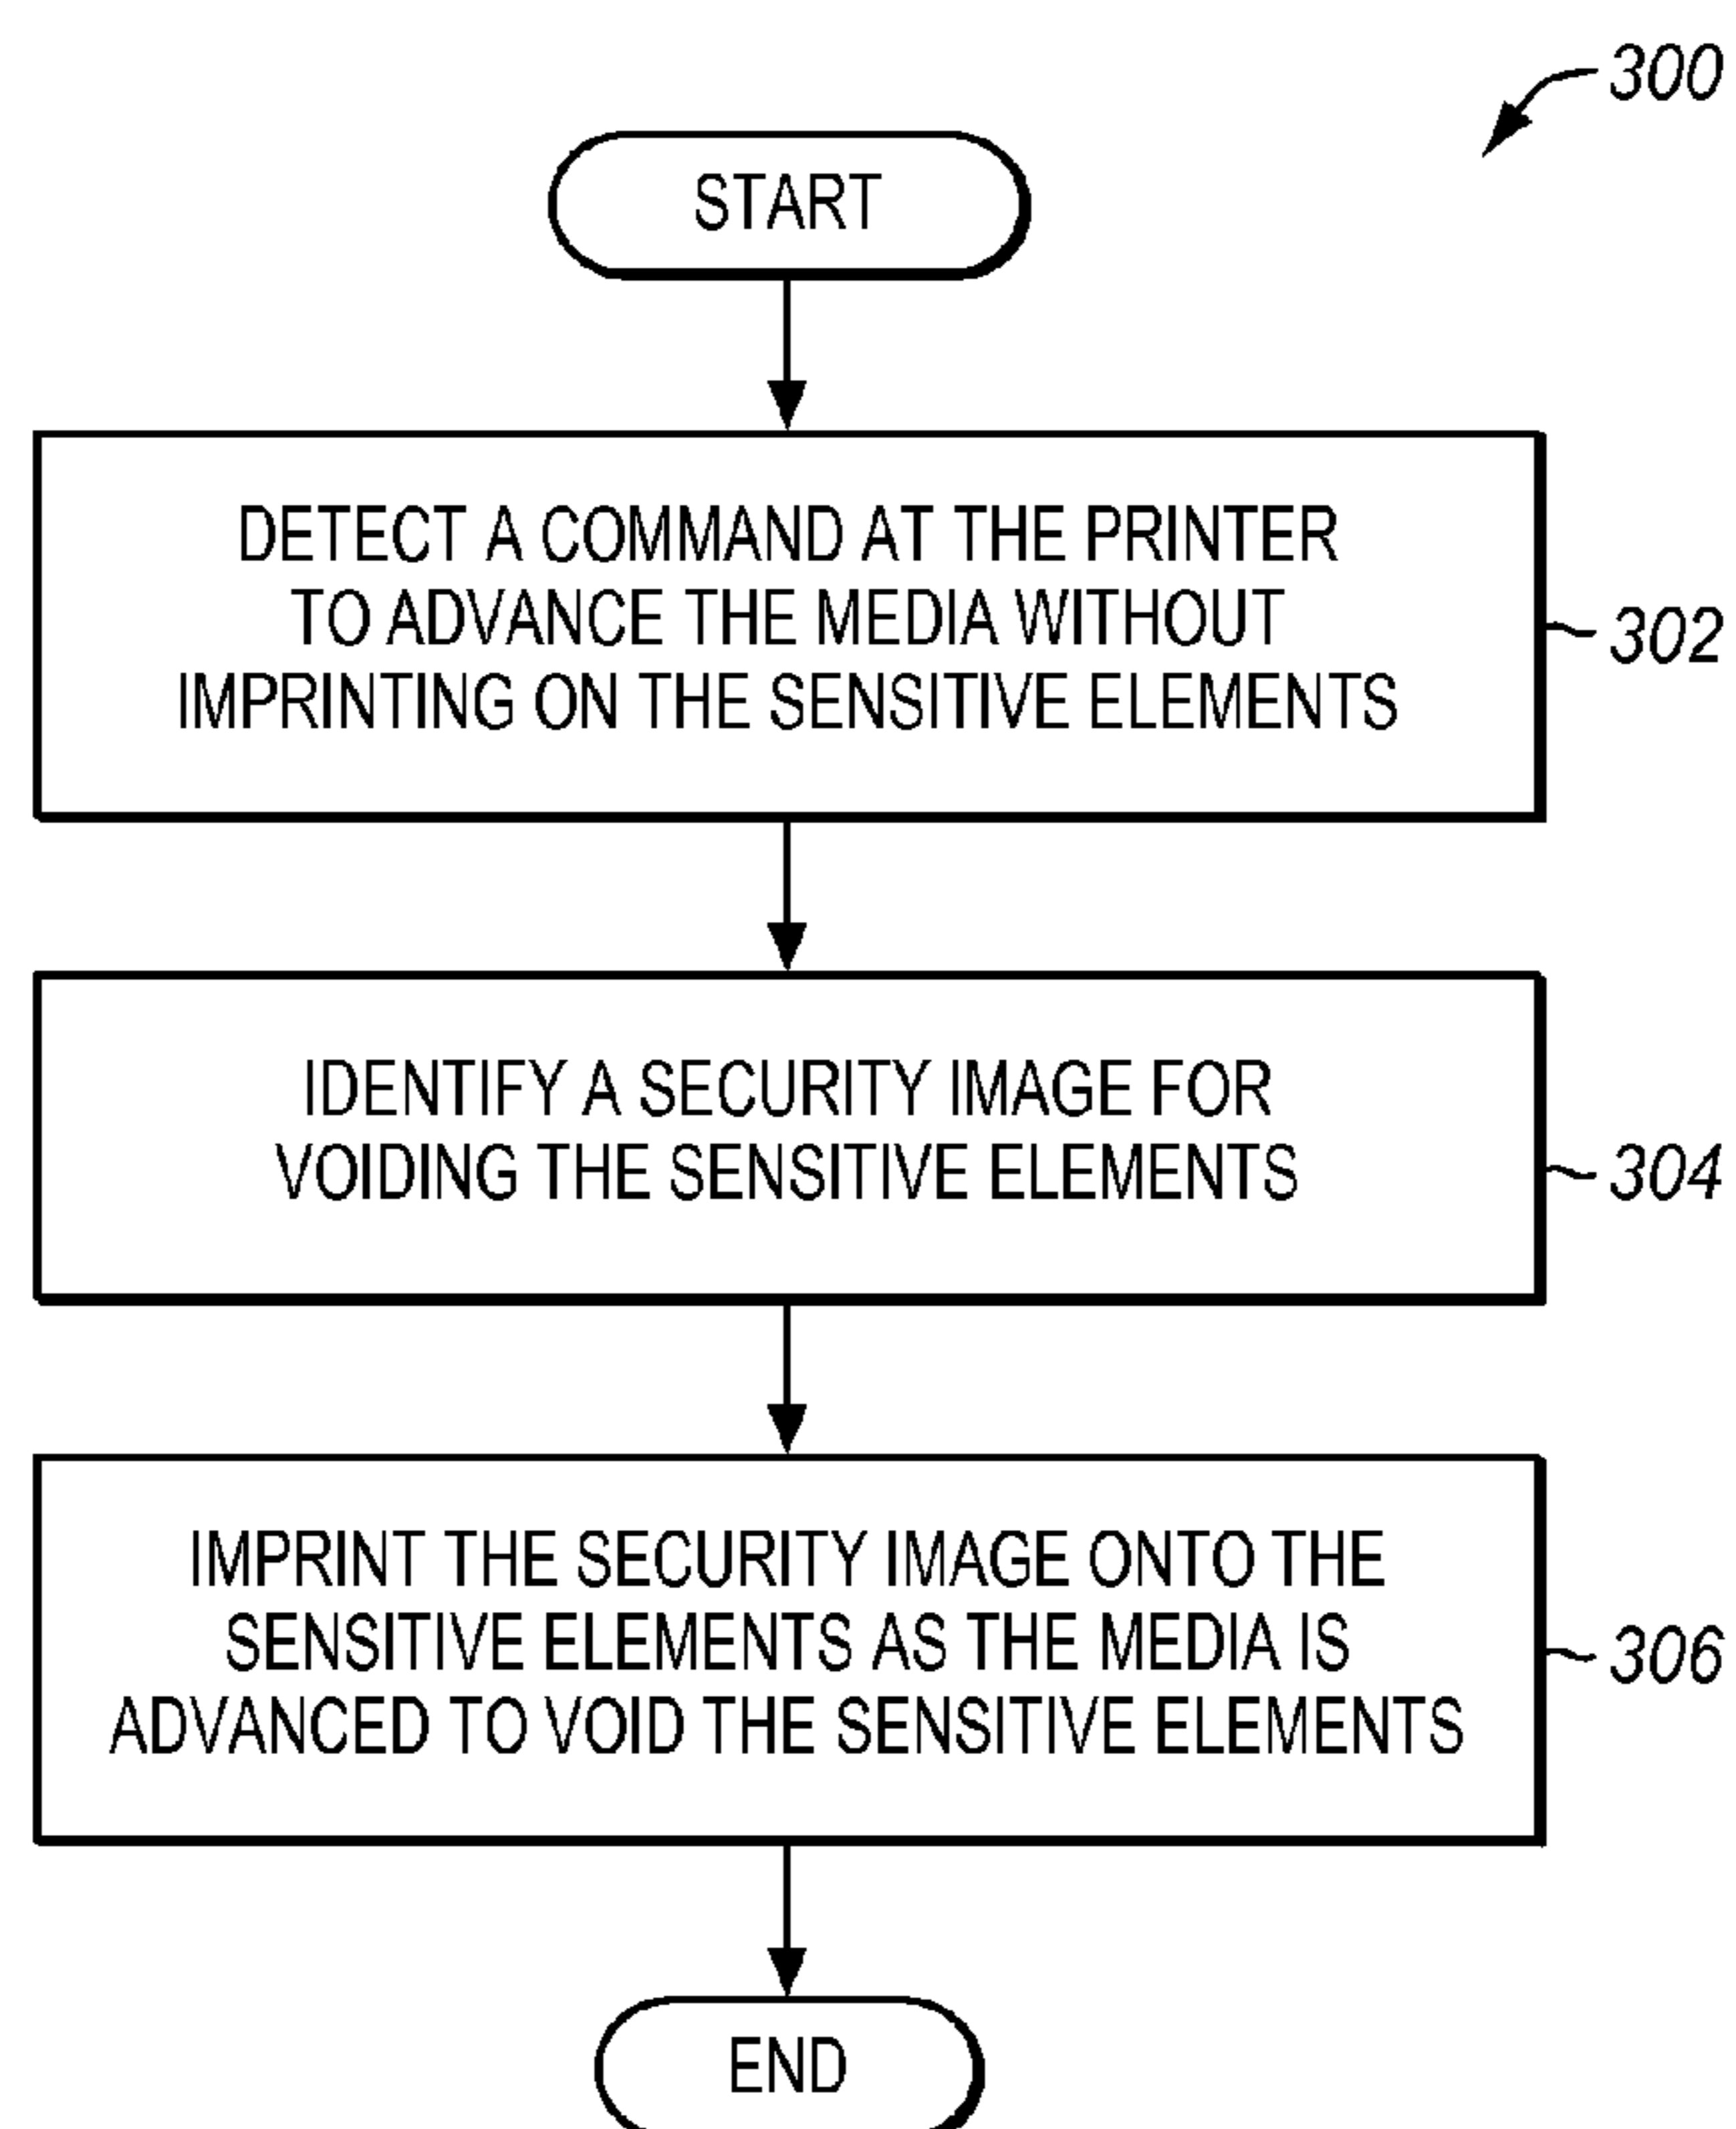 300
START
DETECT A COMMAND AT THE PRINTER
TO ADVANCE THE MEDIA WITHOUT
IMPRINTING ON THE SENSITIVE ELEMENTS
302
IDENTIFY A SECURITY IMAGE FOR
VOIDING THE SENSITIVE ELEMENTS
304
IMPRINT THE SECURITY IMAGE ONTO THE
SENSITIVE ELEMENTS AS THE MEDIA IS
ADVANCED TO VOID THE SENSITIVE ELEMENTS
306
END